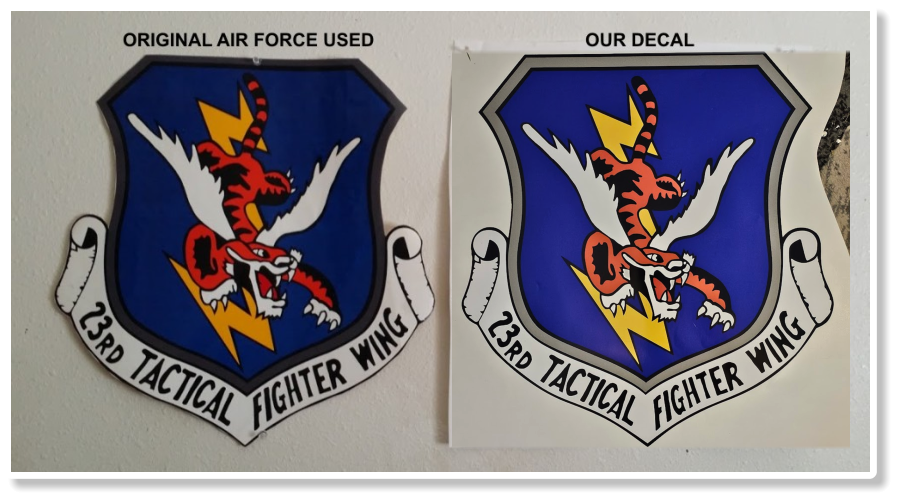 ORIGINAL AIR FORCE USED
OUR DECAL
23RD TACTICAL FIGHTER WING
23RD TACTICAL FIGHTER WING